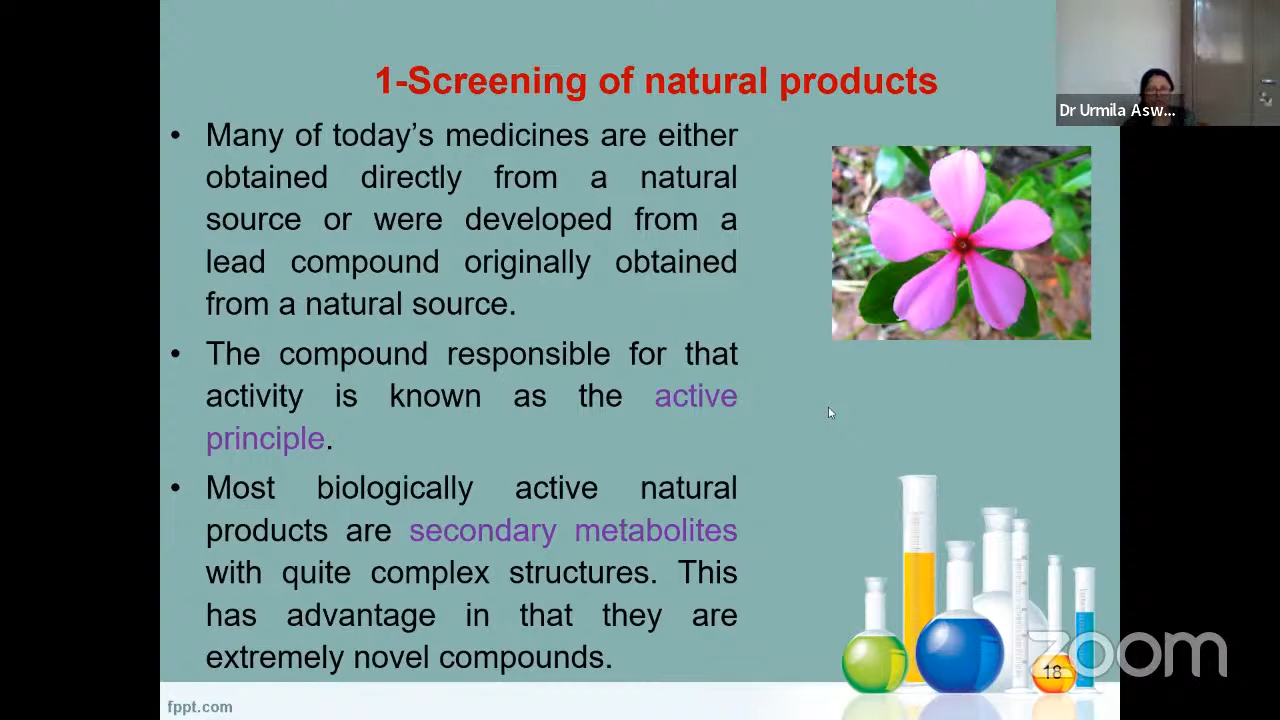 1-Screening of natural products
Dr Urmila Asw...
• Many of today's medicines are either
obtained directly from a natural
source or were developed from a
lead compound originally obtained
from a natural source.
• The compound responsible for that
activity is known as the active
principle.
• Most biologically active natural
products are secondary metabolites
with quite complex structures. This
has advantage in that they are
extremely novel compounds.
zoom
18
fppt.com